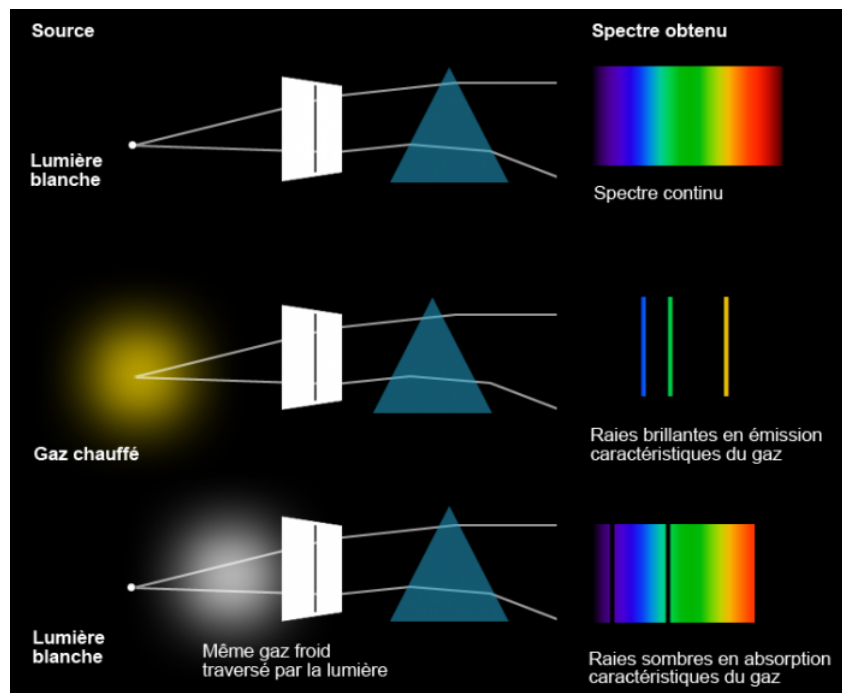 Source
Spectre obtenu
Lumière
blanche
Spectre continu
Gaz chauffé
Raies brillantes en émission
caractéristiques du gaz
Lumière
blanche
Même gaz froid
traversé par la lumière
Raies sombres en absorption
caractéristiques du gaz